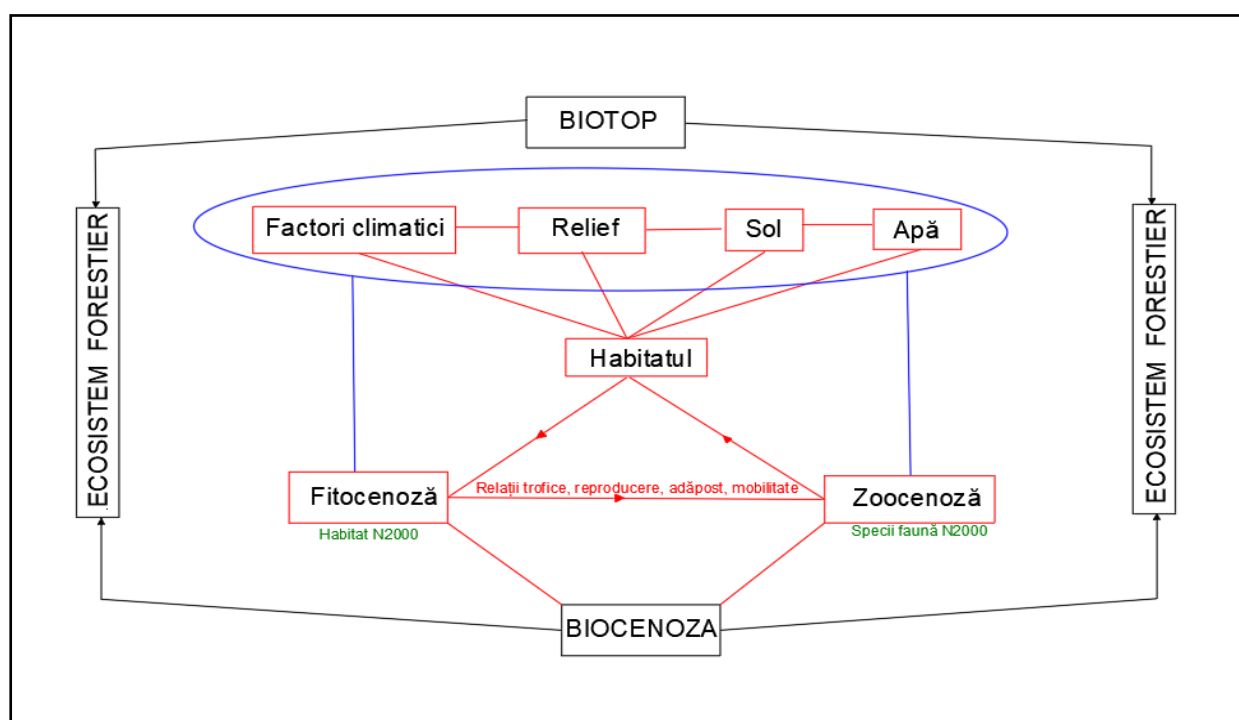 BIOTOP
ECOSISTEM FORESTIER
Factori climatici
Relief
Sol
Apă
ECOSISTEM FORESTIER
Habitatul
Fitocenoză
Relații trofice, reproducere, adăpost, mobilitate
Zoocenoză
Habitat N2000
Specii faună N2000
BIOCENOZA